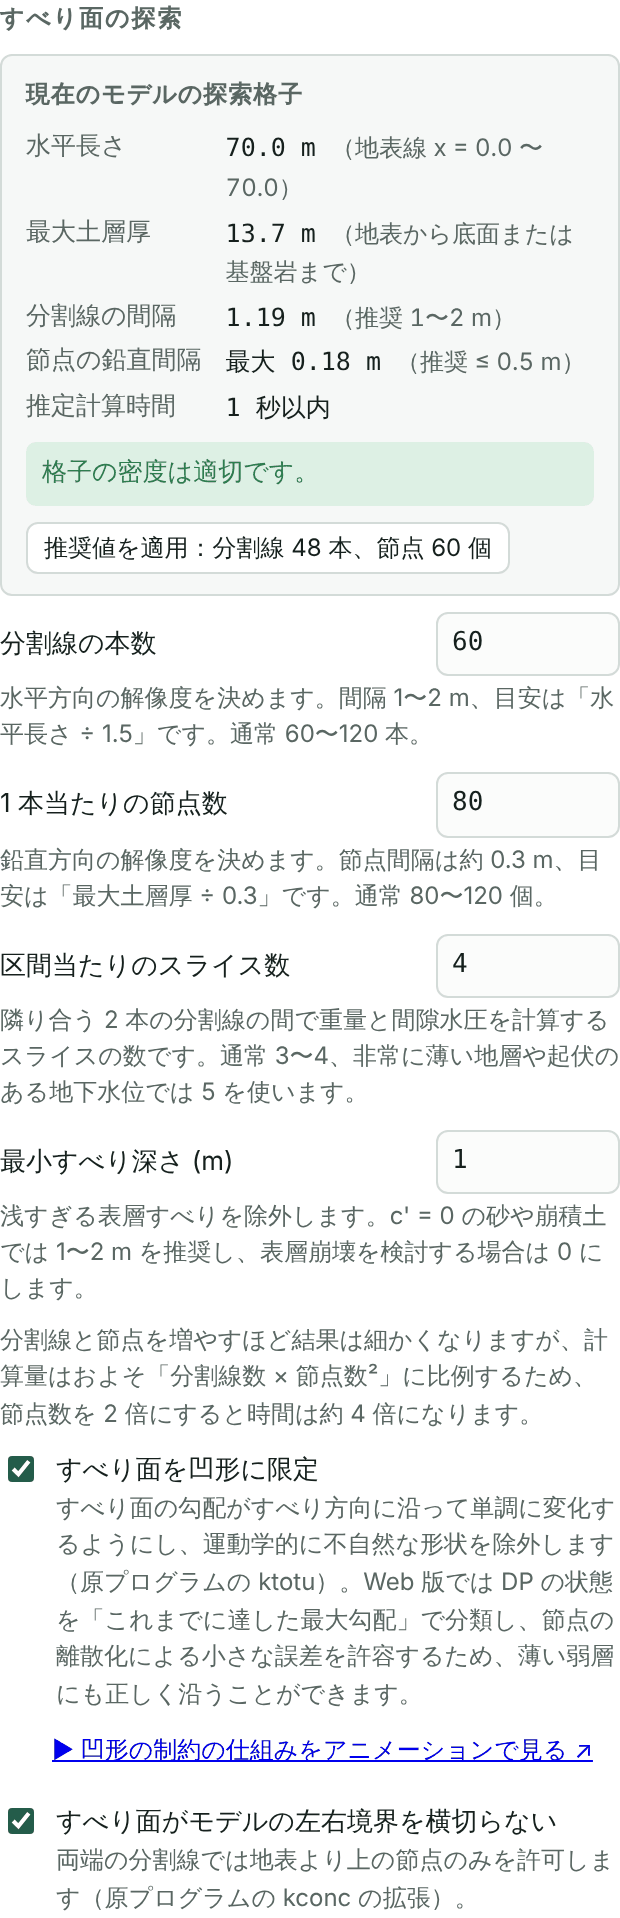 すべり面の探索
現在のモデルの探索格子
水平長さ 70.0 m （地表線 x = 0.0 〜
70.0）
最大土層厚 13.7 m （地表から底面または
基盤岩まで）
分割線の間隔 1.19 m （推奨 1〜2 m）
節点の鉛直間隔 最大 0.18 m （推奨 ≤ 0.5 m）
推定計算時間 1 秒以内
格子の密度は適切です。
推奨値を適用：分割線 48 本、節点 60 個
分割線の本数 60
水平方向の解像度を決めます。間隔 1〜2 m、目安は「水
平長さ ÷ 1.5」です。通常 60〜120 本。
1 本当たりの節点数 80
鉛直方向の解像度を決めます。節点間隔は約 0.3 m、目
安は「最大土層厚 ÷ 0.3」です。通常 80〜120 個。
区間当たりのスライス数 4
隣り合う 2 本の分割線の間で重量と間隙水圧を計算する
スライスの数です。通常 3〜4、非常に薄い地層や起伏の
ある地下水位では 5 を使います。
最小すべり深さ (m) 1
浅すぎる表層すべりを除外します。c' = 0 の砂や崩積土
では 1〜2 m を推奨し、表層崩壊を検討する場合は 0 に
します。
分割線と節点を増やすほど結果は細かくなりますが、計
算量はおよそ「分割線数 × 節点数²」に比例するため、
節点数を 2 倍にすると時間は約 4 倍になります。
すべり面を凹形に限定
すべり面の勾配がすべり方向に沿って単調に変化す
るようにし、運動学的に不自然な形状を除外します
（原プログラムの ktotu）。Web 版では DP の状態
を「これまでに達した最大勾配」で分類し、節点の
離散化による小さな誤差を許容するため、薄い弱層
にも正しく沿うことができます。
▶ 凹形の制約の仕組みをアニメーションで見る ↗
すべり面がモデルの左右境界を横切らない
両端の分割線では地表より上の節点のみを許可しま
す（原プログラムの kconc の拡張）。